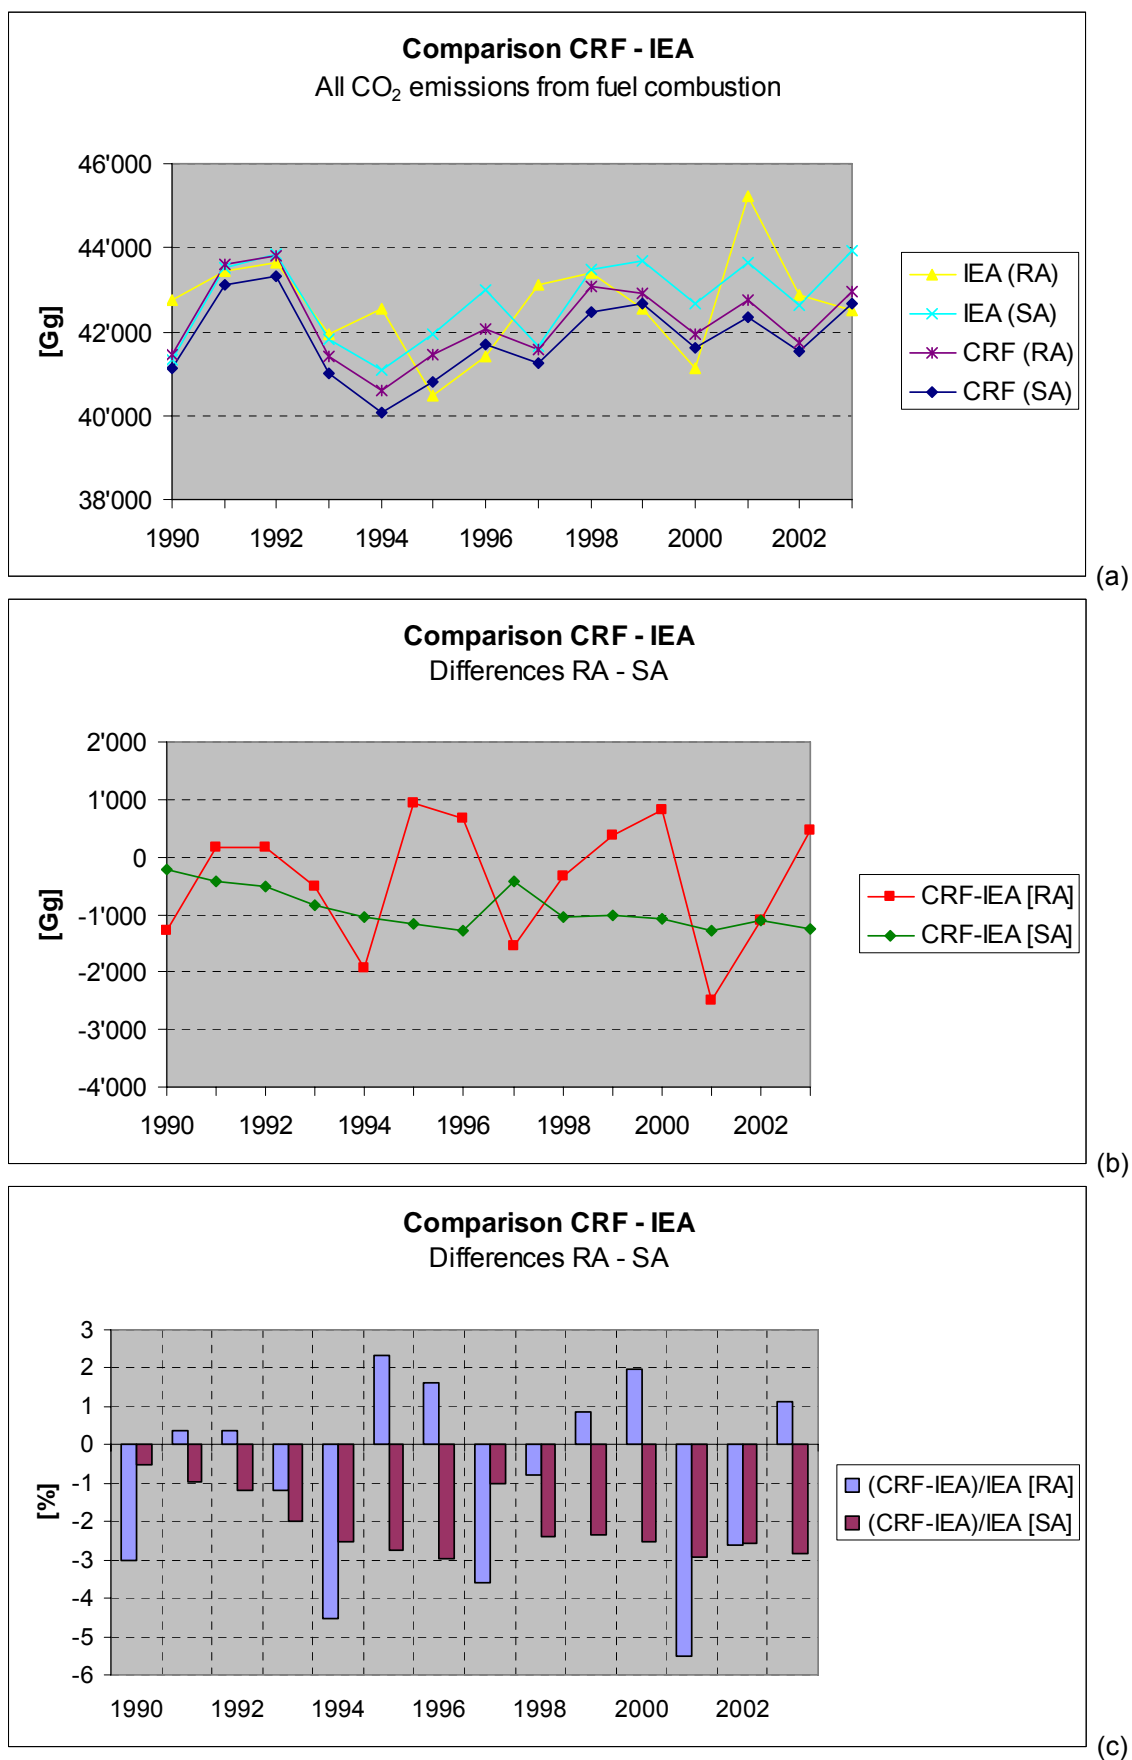 Comparison CRF - IEA
All CO₂ emissions from fuel combustion
[Gg]
46'000
44'000
42'000
40'000
38'000
1990 1992 1994 1996 1998 2000 2002
IEA (RA)
IEA (SA)
CRF (RA)
CRF (SA)
(a)
Comparison CRF - IEA
Differences RA - SA
[Gg]
2'000
1'000
0
-1'000
-2'000
-3'000
-4'000
1990 1992 1994 1996 1998 2000 2002
CRF-IEA [RA]
CRF-IEA [SA]
(b)
Comparison CRF - IEA
Differences RA - SA
[%]
3
2
1
0
-1
-2
-3
-4
-5
-6
1990 1992 1994 1996 1998 2000 2002
(CRF-IEA)/IEA [RA]
(CRF-IEA)/IEA [SA]
(c)